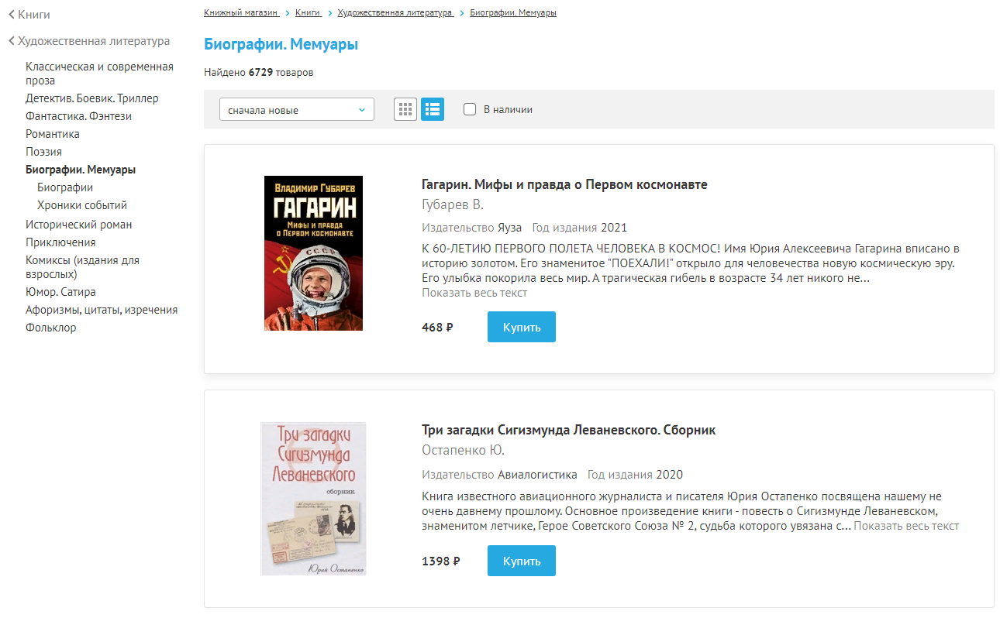 Книги
Художественная литература
Классическая и современная
проза
Детектив. Боевик. Триллер
Фантастика. Фэнтези
Романтика
Поэзия
Биографии. Мемуары
Биографии
Хроники событий
Исторический роман
Приключения
Комиксы (издания для
взрослых)
Юмор. Сатира
Афоризмы, цитаты, изречения
Фольклор
Книжный магазин > Книги > Художественная литература > Биографии. Мемуары
Биографии. Мемуары
Найдено 6729 товаров
сначала новые
В наличии
Владимир Губарев
ГАГАРИН
Мифы и правда
о Первом космонавте
СССР
Гагарин. Мифы и правда о Первом космонавте
Губарев В.
Издательство Яуза Год издания 2021
К 60-ЛЕТИЮ ПЕРВОГО ПОЛЕТА ЧЕЛОВЕКА В КОСМОС! Имя Юрия Алексеевича Гагарина вписано в
историю золотом. Его знаменитое "ПОЕХАЛИ!" открыло для человечества новую космическую эру.
Его улыбка покорила весь мир. А трагическая гибель в возрасте 34 лет никого не...
Показать весь текст
468 ₽
Купить
Три загадки
Сигизмунда
Леваневского
сборник
Юрий Остапенко
Три загадки Сигизмунда Леваневского. Сборник
Остапенко Ю.
Издательство Авиалогистика Год издания 2020
Книга известного авиационного журналиста и писателя Юрия Остапенко посвящена нашему не
очень давнему прошлому. Основное произведение книги - повесть о Сигизмунде Леваневском,
знаменитом летчике, Герое Советского Союза № 2, судьба которого увязана с... Показать весь текст
1398 ₽
Купить